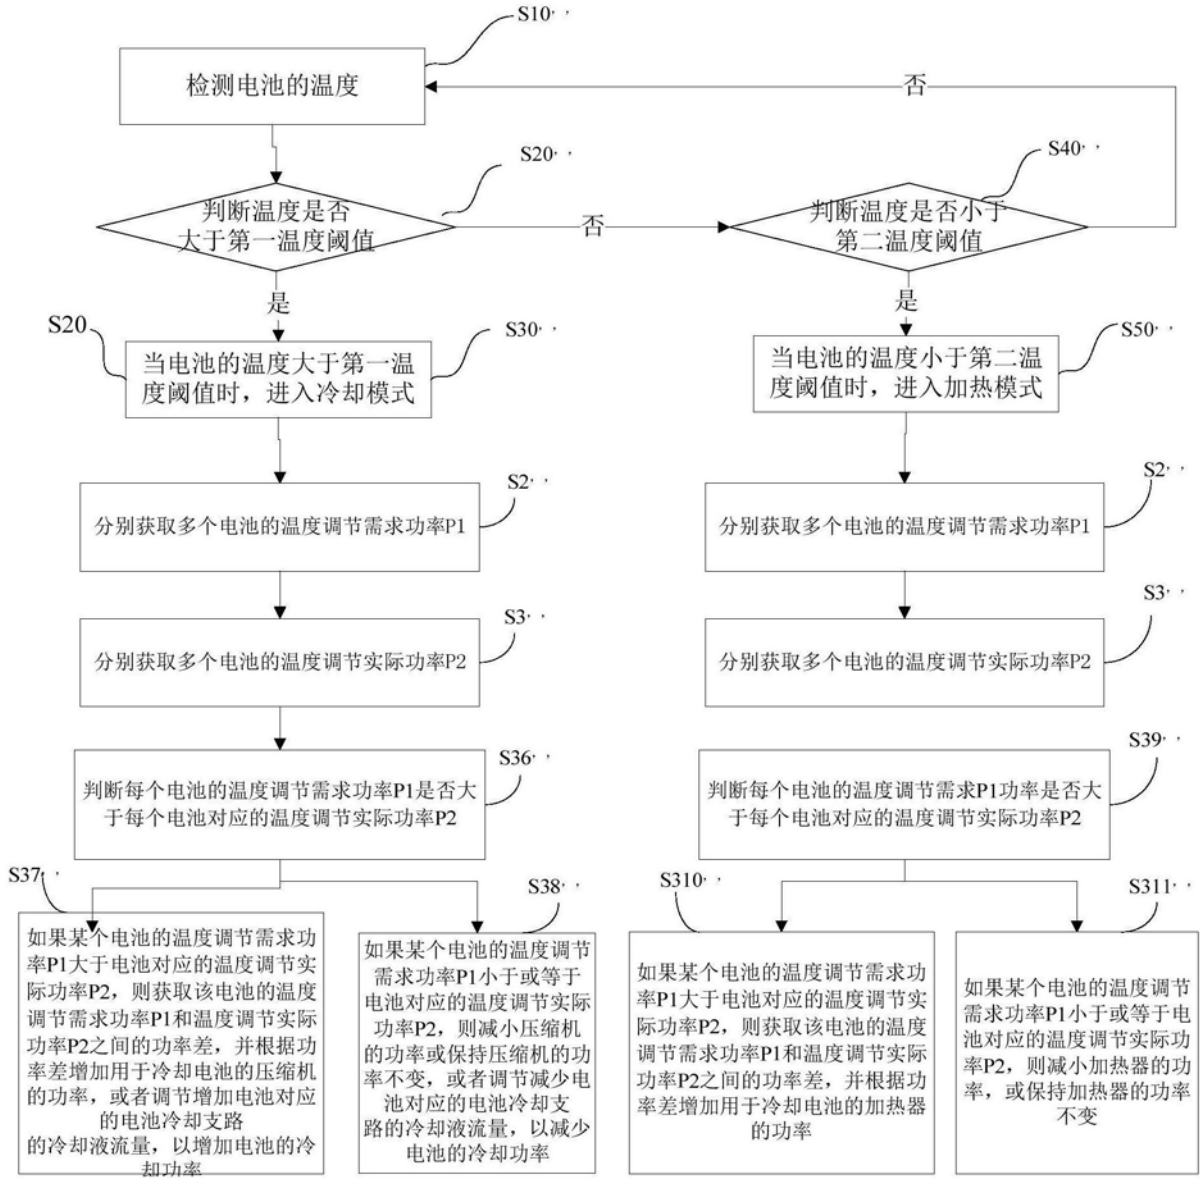 S10, ,
检测电池的温度
否
S20, ,
S40, ,
判断温度是否
大于第一温度阈值
否
判断温度是否小于
第二温度阈值
是
是
S20
S30, ,
S50, ,
当电池的温度大于第一温
度阈值时，进入冷却模式
当电池的温度小于第二温
度阈值时，进入加热模式
S2, ,
S2, ,
分别获取多个电池的温度调节需求功率P1
分别获取多个电池的温度调节需求功率P1
S3, ,
S3, ,
分别获取多个电池的温度调节实际功率P2
分别获取多个电池的温度调节实际功率P2
S36, ,
S39, ,
判断每个电池的温度调节需求功率P1是否大
于每个电池对应的温度调节实际功率P2
判断每个电池的温度调节需求P1功率是否大
于每个电池对应的温度调节实际功率P2
S37, ,
如果某个电池的温度调节需求功
率P1大于电池对应的温度调节实
际功率P2，则获取该电池的温度
调节需求功率P1和温度调节实际
功率P2之间的功率差，并根据功
率差增加用于冷却电池的压缩机
的功率，或者调节增加电池对应
的电池冷却支路
的冷却液流量，以增加电池的冷
却功率
S38, ,
如果某个电池的温度调节
需求功率P1小于或等于
电池对应的温度调节实际
功率P2，则减小压缩机
的功率或保持压缩机的功
率不变，或者调节减少电
池对应的电池冷却支
路的冷却液流量，以减少
电池的冷却功率
S310, ,
如果某个电池的温度调节需求功
率P1大于电池对应的温度调节实
际功率P2，则获取该电池的温度
调节需求功率P1和温度调节实际
功率P2之间的功率差，并根据功
率差增加用于冷却电池的加热器
的功率
S311, ,
如果某个电池的温度调节
需求功率P1小于或等于电
池对应的温度调节实际功
率P2，则减小加热器的功
率，或保持加热器的功率
不变